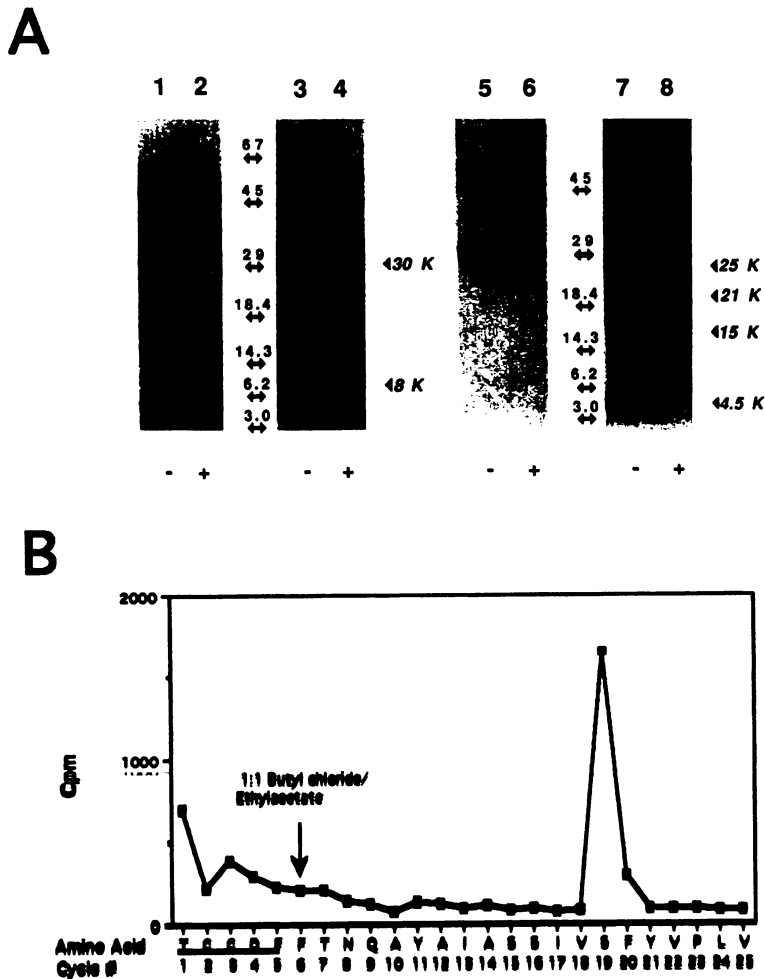 A
1 2 3 4 5 6 7 8
67
45
29
18.4
14.3
6.2
3.0
30 K
8 K
45
29
18.4
14.3
6.2
3.0
25 K
21 K
15 K
4.5 K
- + - + - + - +
B
2000
1000
0
Cpm
1:1 Butyl chloride/
Ethylacetate
Amino Acid T G G D F F T N Q A Y A I A S S I V S F Y V P L V
Cycle # 1 2 3 4 5 6 7 8 9 10 11 12 13 14 15 16 17 18 19 20 21 22 23 24 25